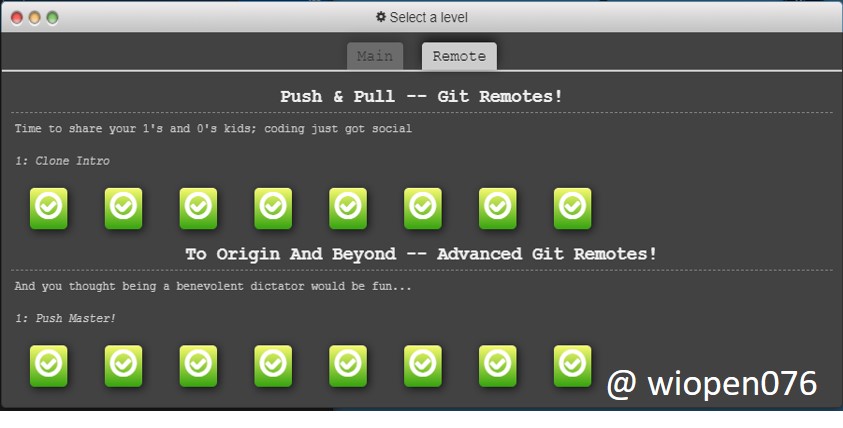 Select a level
Main
Remote
Push & Pull -- Git Remotes!
Time to share your 1's and 0's kids; coding just got social
1: Clone Intro
To Origin And Beyond -- Advanced Git Remotes!
And you thought being a benevolent dictator would be fun...
1: Push Master!
@ wiopen076